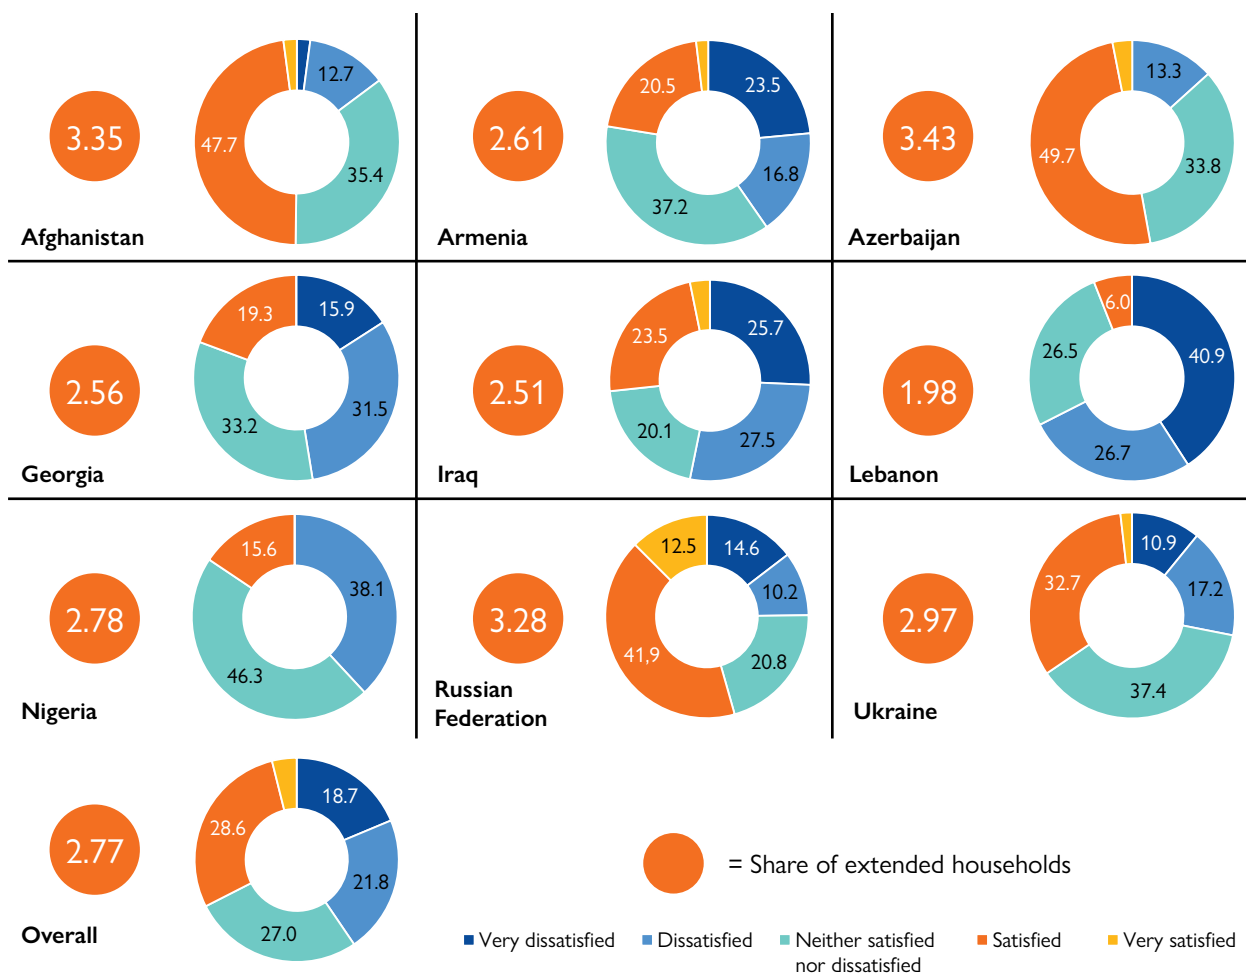 3.35
12.7
35.4
47.7
Afghanistan
2.61
23.5
16.8
37.2
20.5
Armenia
3.43
13.3
33.8
49.7
Azerbaijan
2.56
15.9
31.5
33.2
19.3
Georgia
2.51
25.7
27.5
20.1
23.5
Iraq
1.98
40.9
26.7
26.5
6.0
Lebanon
2.78
38.1
46.3
15.6
Nigeria
3.28
14.6
10.2
20.8
41,9
12.5
Russian
Federation
2.97
10.9
17.2
37.4
32.7
Ukraine
2.77
18.7
21.8
27.0
28.6
Overall
= Share of extended households
Very dissatisfied
Dissatisfied
Neither satisfied
nor dissatisfied
Satisfied
Very satisfied